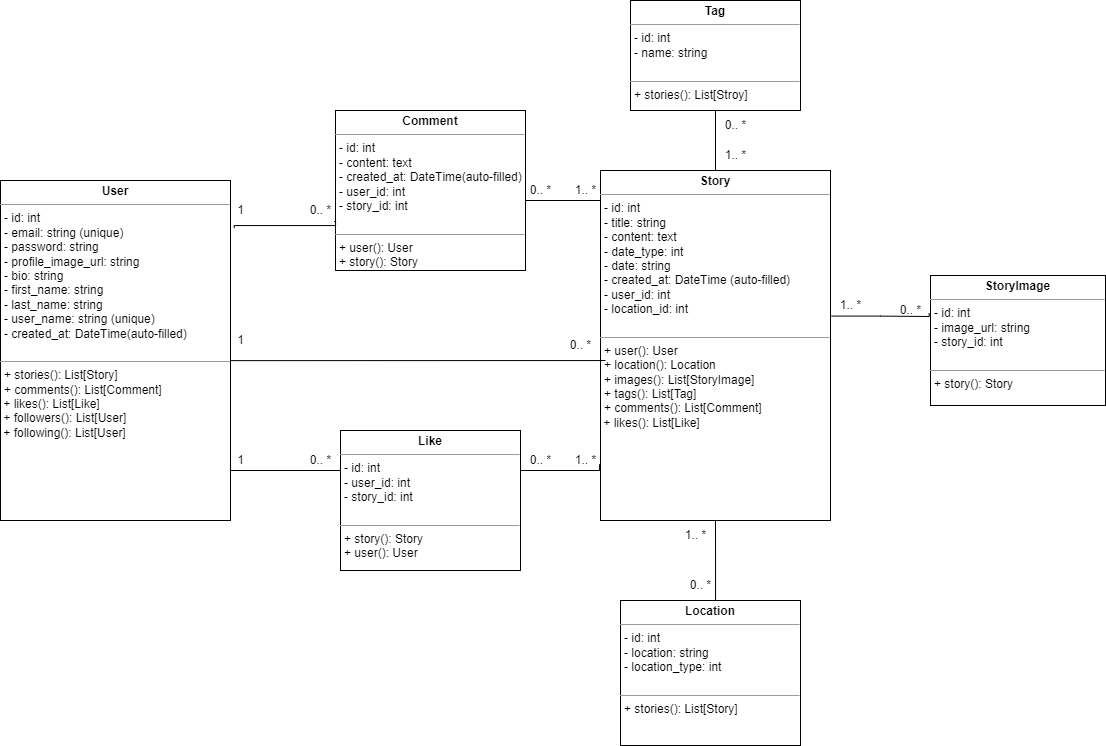 Tag
- id: int
- name: string
+ stories(): List[Stroy]
0.. *
1.. *
Comment
- id: int
- content: text
- created_at: DateTime(auto-filled)
- user_id: int
- story_id: int
+ user(): User
+ story(): Story
1
0.. *
0.. *
1.. *
User
- id: int
- email: string (unique)
- password: string
- profile_image_url: string
- bio: string
- first_name: string
- last_name: string
- user_name: string (unique)
- created_at: DateTime(auto-filled)
+ stories(): List[Story]
+ comments(): List[Comment]
+ likes(): List[Like]
+ followers(): List[User]
+ following(): List[User]
1
0.. *
Story
- id: int
- title: string
- content: text
- date_type: int
- date: string
- created_at: DateTime (auto-filled)
- user_id: int
- location_id: int
+ user(): User
+ location(): Location
+ images(): List[StoryImage]
+ tags(): List[Tag]
+ comments(): List[Comment]
+ likes(): List[Like]
1.. *
0.. *
StoryImage
- id: int
- image_url: string
- story_id: int
+ story(): Story
1
0.. *
Like
- id: int
- user_id: int
- story_id: int
+ story(): Story
+ user(): User
0.. *
1.. *
1.. *
0.. *
Location
- id: int
- location: string
- location_type: int
+ stories(): List[Story]